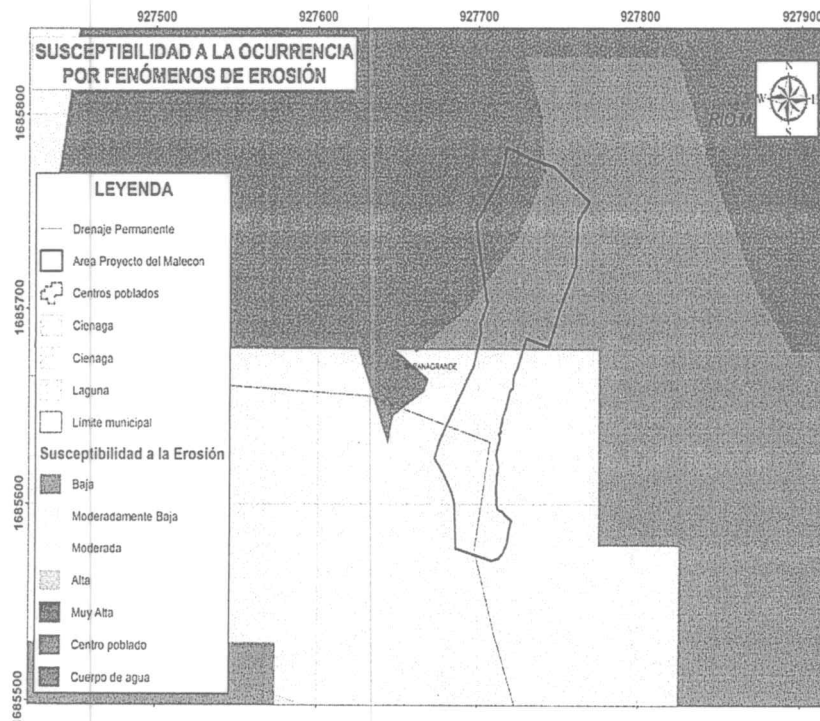 927500 927600 927700 927800 927900
SUSCEPTIBILIDAD A LA OCURRENCIA
POR FENÓMENOS DE EROSIÓN
N
W E
S
RIO M
1685800
1685700
1685600
685500
LEYENDA
Drenaje Permanente
Area Proyecto del Malecon
Centros poblados
Cienaga
Cienaga
Laguna
Limite municipal
Susceptibilidad a la Erosión
Baja
Moderadamente Baja
Moderada
Alta
Muy Alta
Centro poblado
Cuerpo de agua